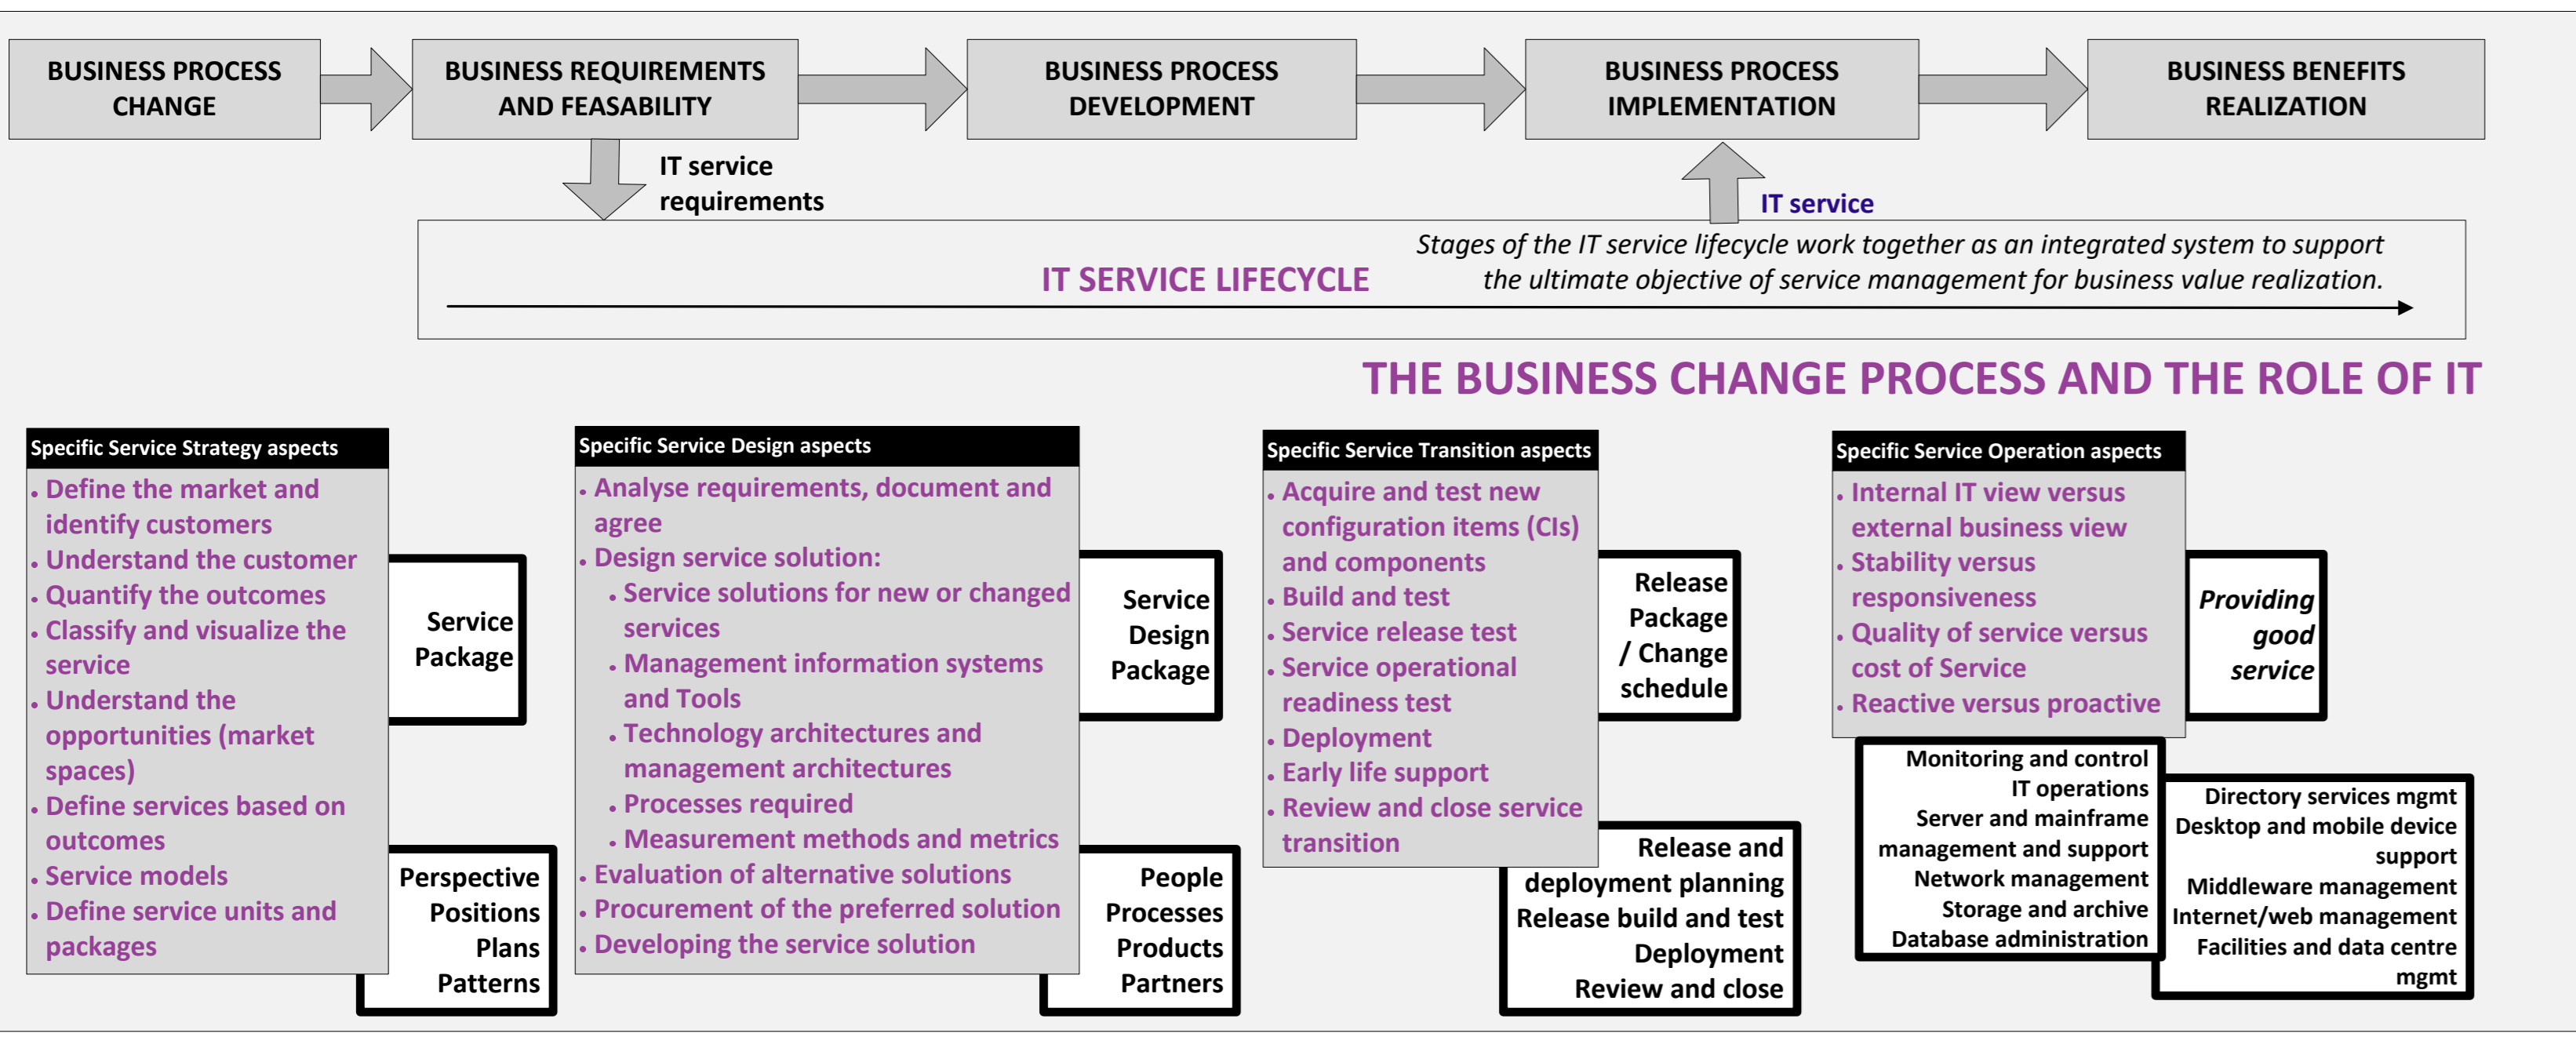 BUSINESS PROCESS
CHANGE
BUSINESS REQUIREMENTS
AND FEASABILITY
BUSINESS PROCESS
DEVELOPMENT
BUSINESS PROCESS
IMPLEMENTATION
BUSINESS BENEFITS
REALIZATION
IT service
requirements
IT service
IT SERVICE LIFECYCLE
Stages of the IT service lifecycle work together as an integrated system to support
the ultimate objective of service management for business value realization.
THE BUSINESS CHANGE PROCESS AND THE ROLE OF IT
Specific Service Strategy aspects
• Define the market and
identify customers
• Understand the customer
• Quantify the outcomes
• Classify and visualize the
service
• Understand the
opportunities (market
spaces)
• Define services based on
outcomes
• Service models
• Define service units and
packages
Service
Package
Perspective
Positions
Plans
Patterns
Specific Service Design aspects
• Analyse requirements, document and
agree
• Design service solution:
• Service solutions for new or changed
services
• Management information systems
and Tools
• Technology architectures and
management architectures
• Processes required
• Measurement methods and metrics
• Evaluation of alternative solutions
• Procurement of the preferred solution
• Developing the service solution
Service
Design
Package
People
Processes
Products
Partners
Specific Service Transition aspects
• Acquire and test new
configuration items (CIs)
and components
• Build and test
• Service release test
• Service operational
readiness test
• Deployment
• Early life support
• Review and close service
transition
Release
Package
/ Change
schedule
Release and
deployment planning
Release build and test
Deployment
Review and close
Specific Service Operation aspects
• Internal IT view versus
external business view
• Stability versus
responsiveness
• Quality of service versus
cost of Service
• Reactive versus proactive
Providing
good
service
Monitoring and control
IT operations
Server and mainframe
management and support
Network management
Storage and archive
Database administration
Directory services mgmt
Desktop and mobile device
support
Middleware management
Internet/web management
Facilities and data centre
mgmt